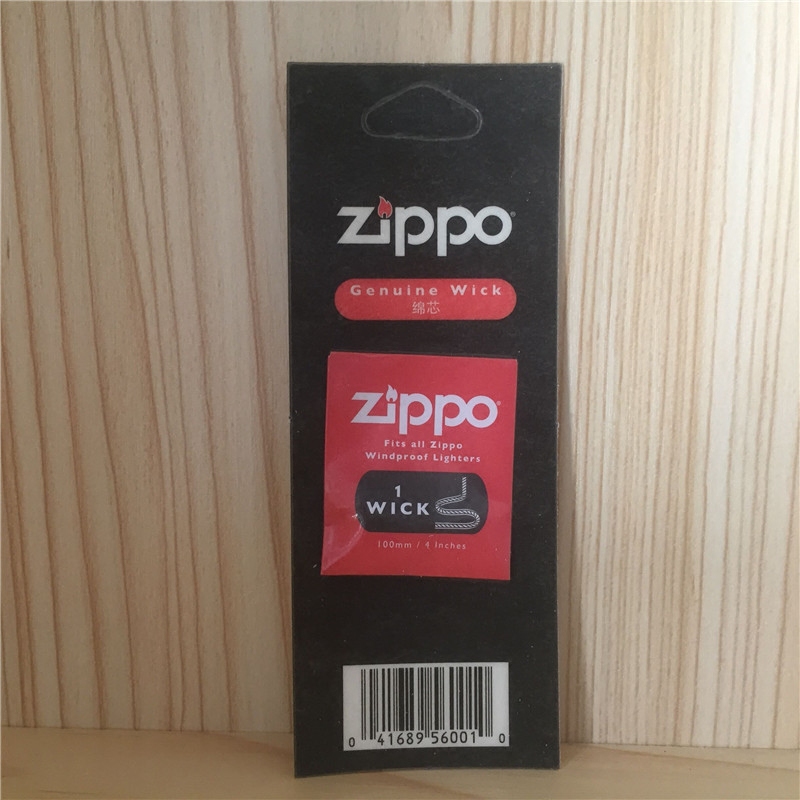 zippo
Genuine Wick
绵芯
zippo
Fits all Zippo
Windproof Lighters
1
WICK
100mm / 4 Inches
0 41689 56001 0